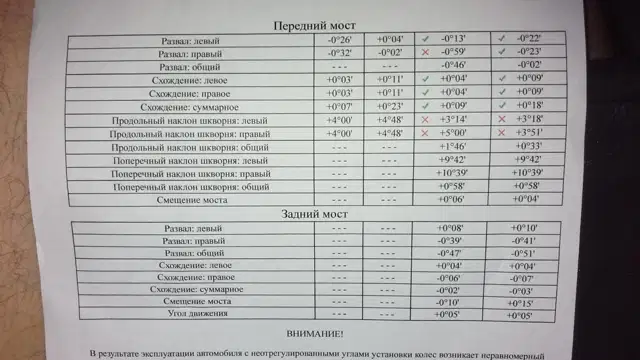 Передний мост
Развал: левый -0°26' +0°04' ✓ -0°13' ✓ -0°22'
Развал: правый -0°32' -0°02' ✕ -0°59' ✓ -0°23'
Развал: общий --- --- -0°46' -0°02'
Схождение: левое +0°03' +0°11' ✓ +0°04' ✓ +0°09'
Схождение: правое +0°03' +0°11' ✓ +0°04' ✓ +0°09'
Схождение: суммарное +0°07' +0°23' ✓ +0°09' ✓ +0°18'
Продольный наклон шкворня: левый +4°00' +4°48' ✕ +3°14' ✕ +3°18'
Продольный наклон шкворня: правый +4°00' +4°48' ✕ +5°00' ✕ +3°51'
Продольный наклон шкворня: общий --- --- +1°46' +0°33'
Поперечный наклон шкворня: левый --- --- +9°42' +9°42'
Поперечный наклон шкворня: правый --- --- +10°39' +10°39'
Поперечный наклон шкворня: общий --- --- +0°58' +0°58'
Смещение моста --- --- +0°06' +0°04'
Задний мост
Развал: левый --- --- +0°08' +0°10'
Развал: правый --- --- -0°39' -0°41'
Развал: общий --- --- -0°47' -0°51'
Схождение: левое --- --- +0°04' +0°04'
Схождение: правое --- --- -0°06' -0°07'
Схождение: суммарное --- --- -0°02' -0°03'
Смещение моста --- --- -0°10' +0°15'
Угол движения --- --- +0°05' +0°05'
ВНИМАНИЕ!
В результате эксплуатации автомобиля с неотрегулированными углами установки колес возникает неравномерный